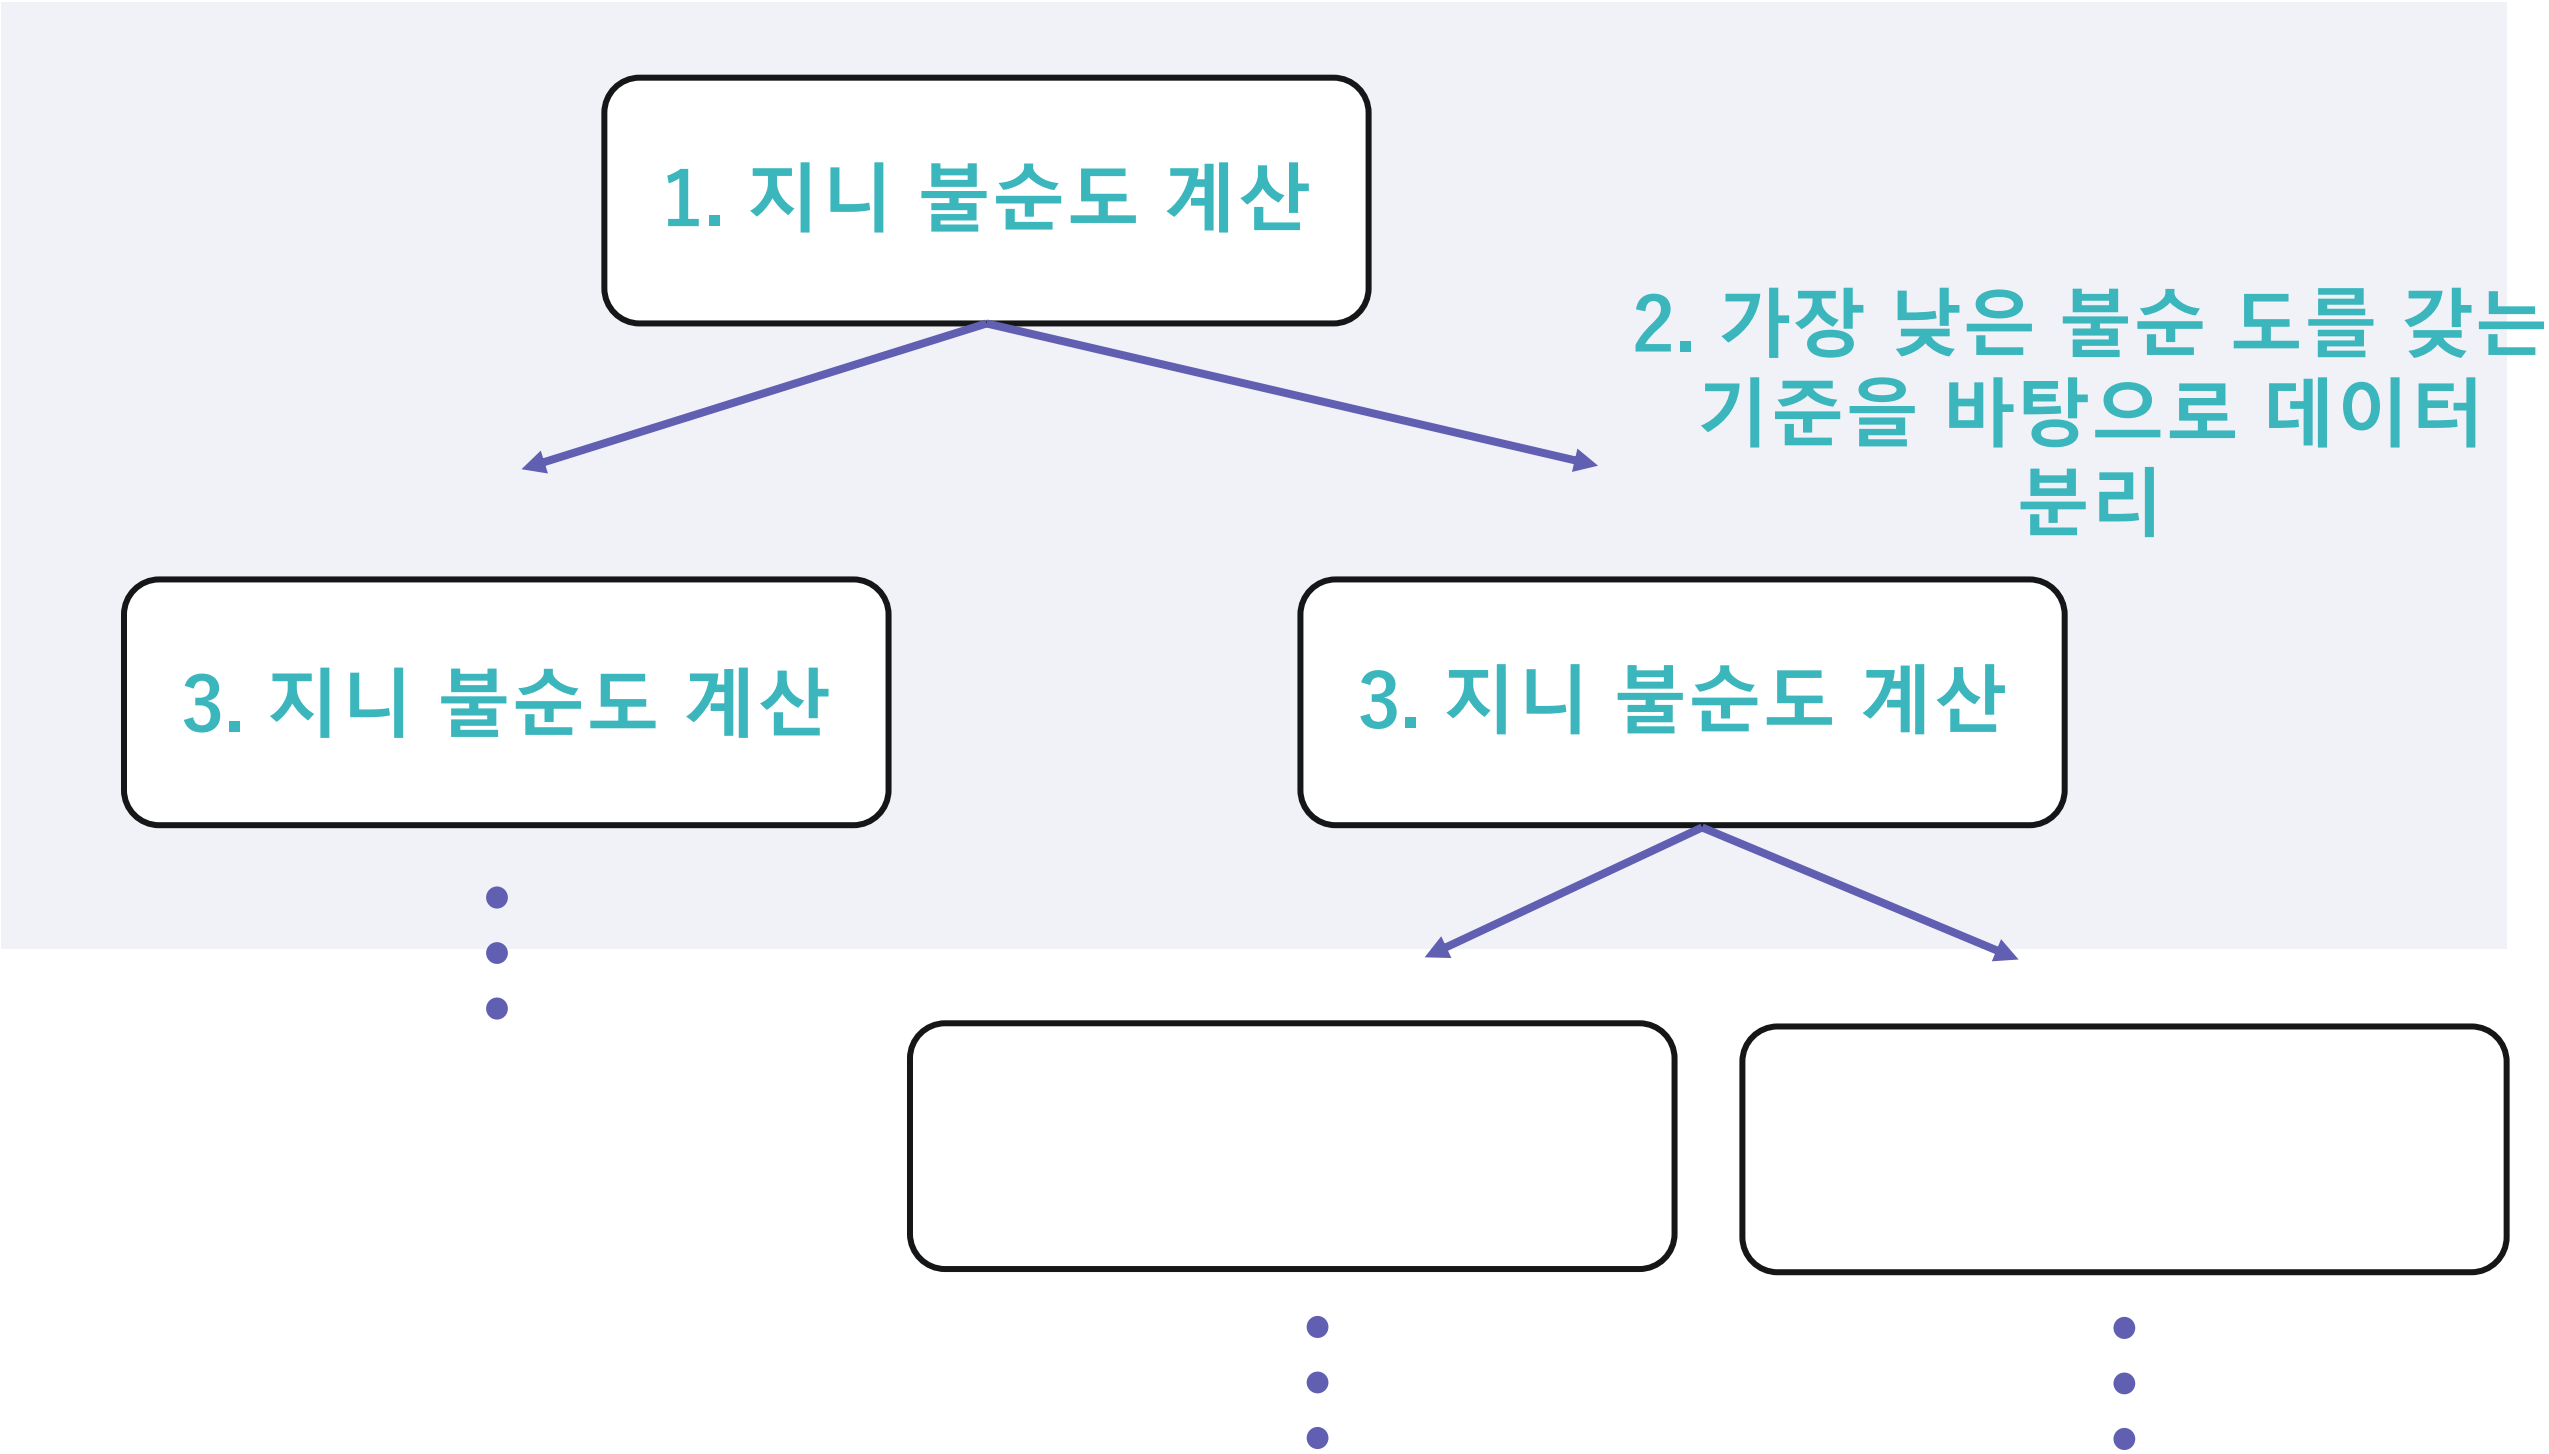 1. 지니 불순도 계산
2. 가장 낮은 불순 도를 갖는
기준을 바탕으로 데이터
분리
3. 지니 불순도 계산
3. 지니 불순도 계산